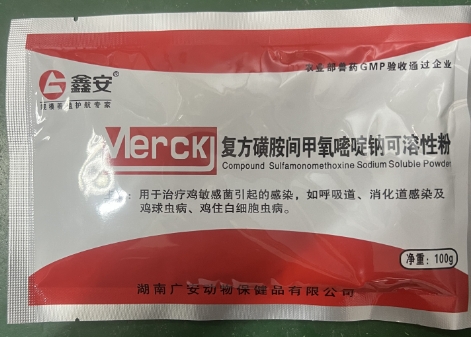 农业部兽药GMP验收通过企业
鑫安®
Merck
复方磺胺间甲氧嘧啶钠可溶性粉
Compound Sulfamonomethoxine Sodium Soluble Powder
：用于治疗鸡敏感菌引起的感染，如呼吸道、消化道感染及
鸡球虫病、鸡住白细胞虫病。
净重：100g
湖南广安动物保健品有限公司